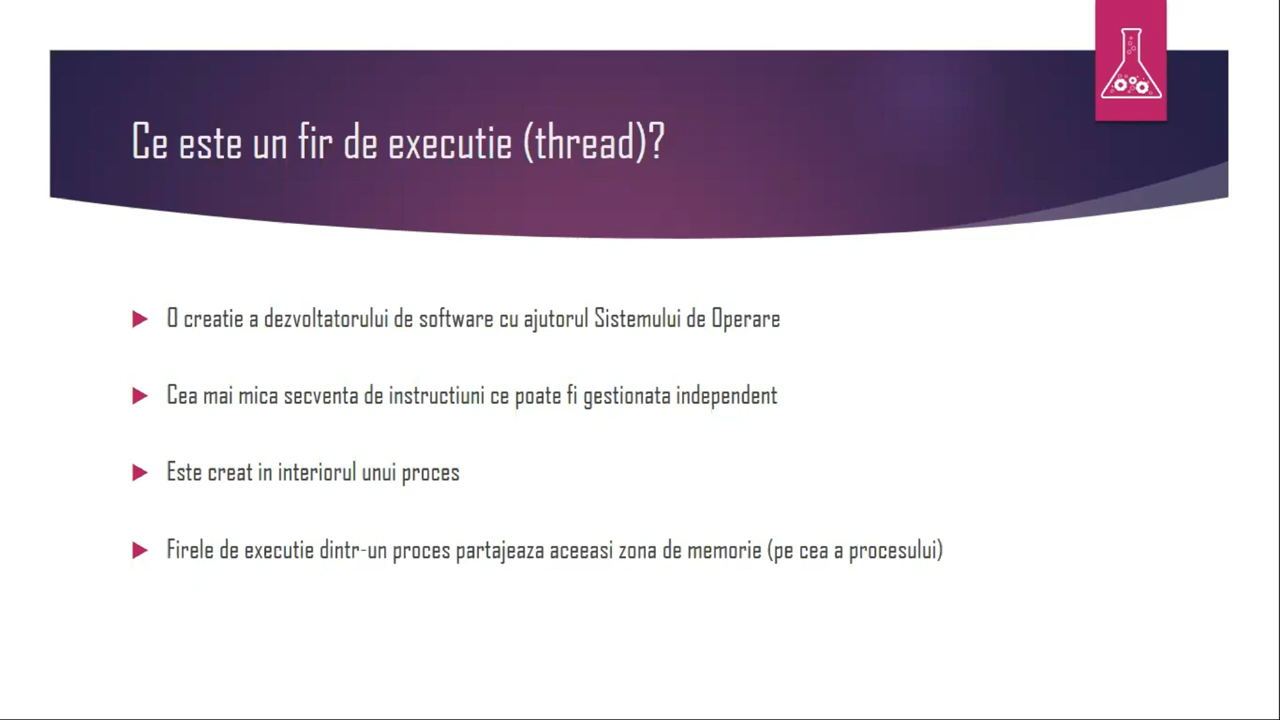 Ce este un fir de executie (thread)?
O creatie a dezvoltatorului de software cu ajutorul Sistemului de Operare
Cea mai mica secventa de instructiuni ce poate fi gestionata independent
Este creat in interiorul unui proces
Firele de executie dintr-un proces partajeaza aceeasi zona de memorie (pe cea a procesului)